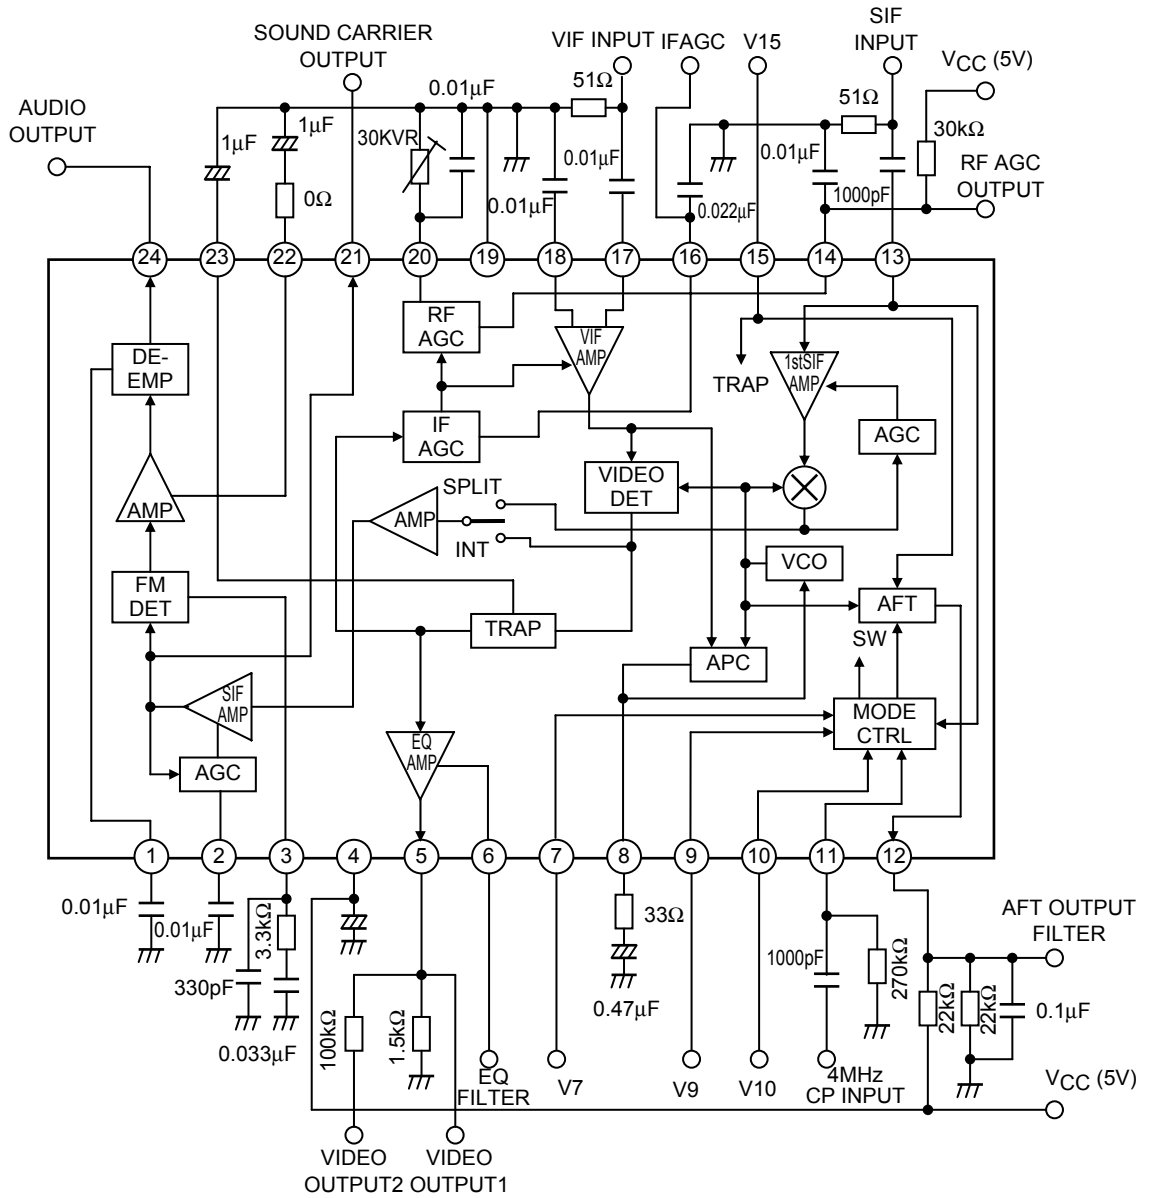 SOUND CARRIER
OUTPUT
VIF INPUT
IFAGC
V15
SIF
INPUT
VCC (5V)
AUDIO
OUTPUT
1μF
1μF
0Ω
0.01μF
30KVR
51Ω
0.01μF
0.01μF
0.022μF
51Ω
0.01μF
1000pF
30kΩ
RF AGC
OUTPUT
24
23
22
21
20
19
18
17
16
15
14
13
RF
AGC
VIF
AMP
TRAP
1stSIF
AMP
DE-
EMP
IF
AGC
AGC
VIDEO
DET
SPLIT
AMP
AMP
INT
VCO
FM
DET
TRAP
AFT
SW
APC
SIF
AMP
MODE
CTRL
EQ
AMP
AGC
1
2
3
4
5
6
7
8
9
10
11
12
0.01μF
0.01μF
3.3kΩ
330pF
0.033μF
33Ω
0.47μF
1000pF
270kΩ
AFT OUTPUT
FILTER
100kΩ
1.5kΩ
22kΩ
22kΩ
0.1μF
EQ
FILTER
V7
V9
V10
4MHz
CP INPUT
VCC (5V)
VIDEO
OUTPUT2
VIDEO
OUTPUT1